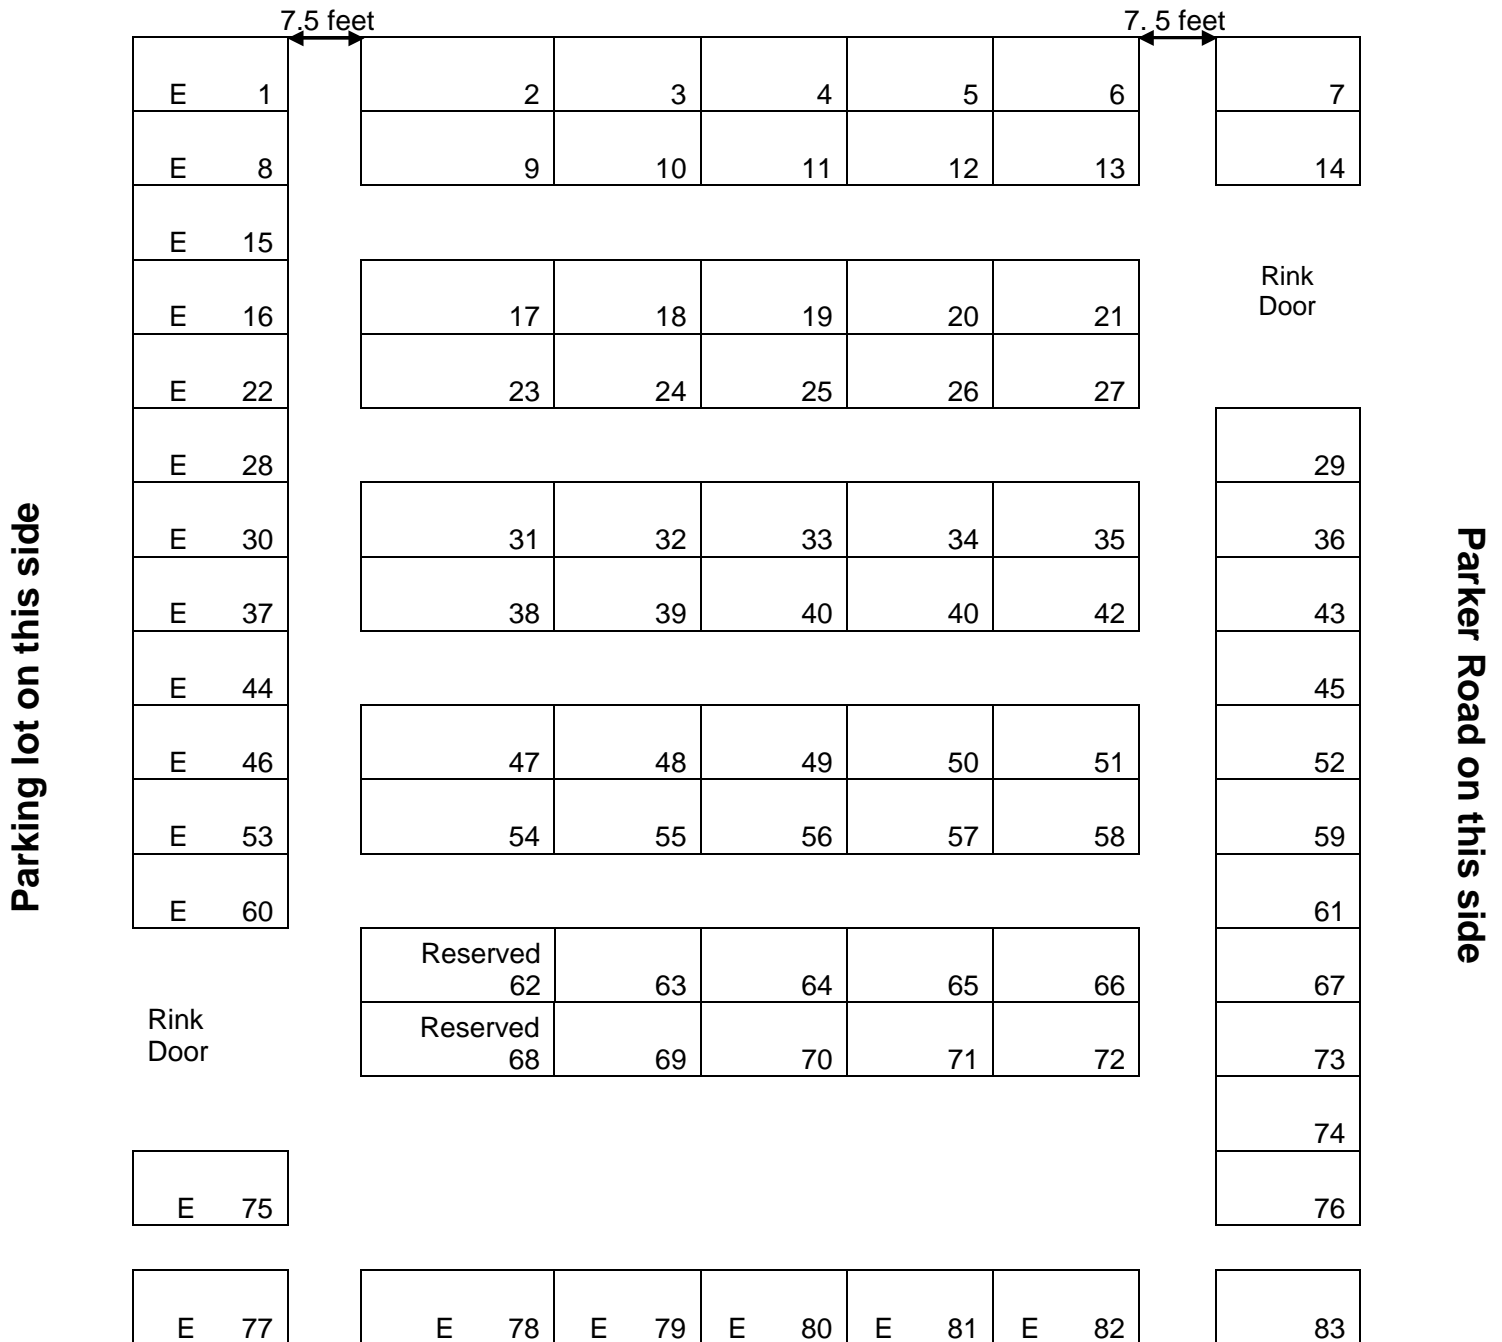 7.5 feet 7. 5 feet
E 1 2 3 4 5 6 7
E 8 9 10 11 12 13 14
E 15
E 16 17 18 19 20 21
Rink
Door
E 22 23 24 25 26 27
E 28 29
E 30 31 32 33 34 35 36
E 37 38 39 40 40 42 43
E 44 45
E 46 47 48 49 50 51 52
E 53 54 55 56 57 58 59
E 60 61
Reserved
62 63 64 65 66 67
Rink
Door
Reserved
68 69 70 71 72 73
74
E 75 76
E 77 E 78 E 79 E 80 E 81 E 82 83
Parking lot on this side
Parker Road on this side